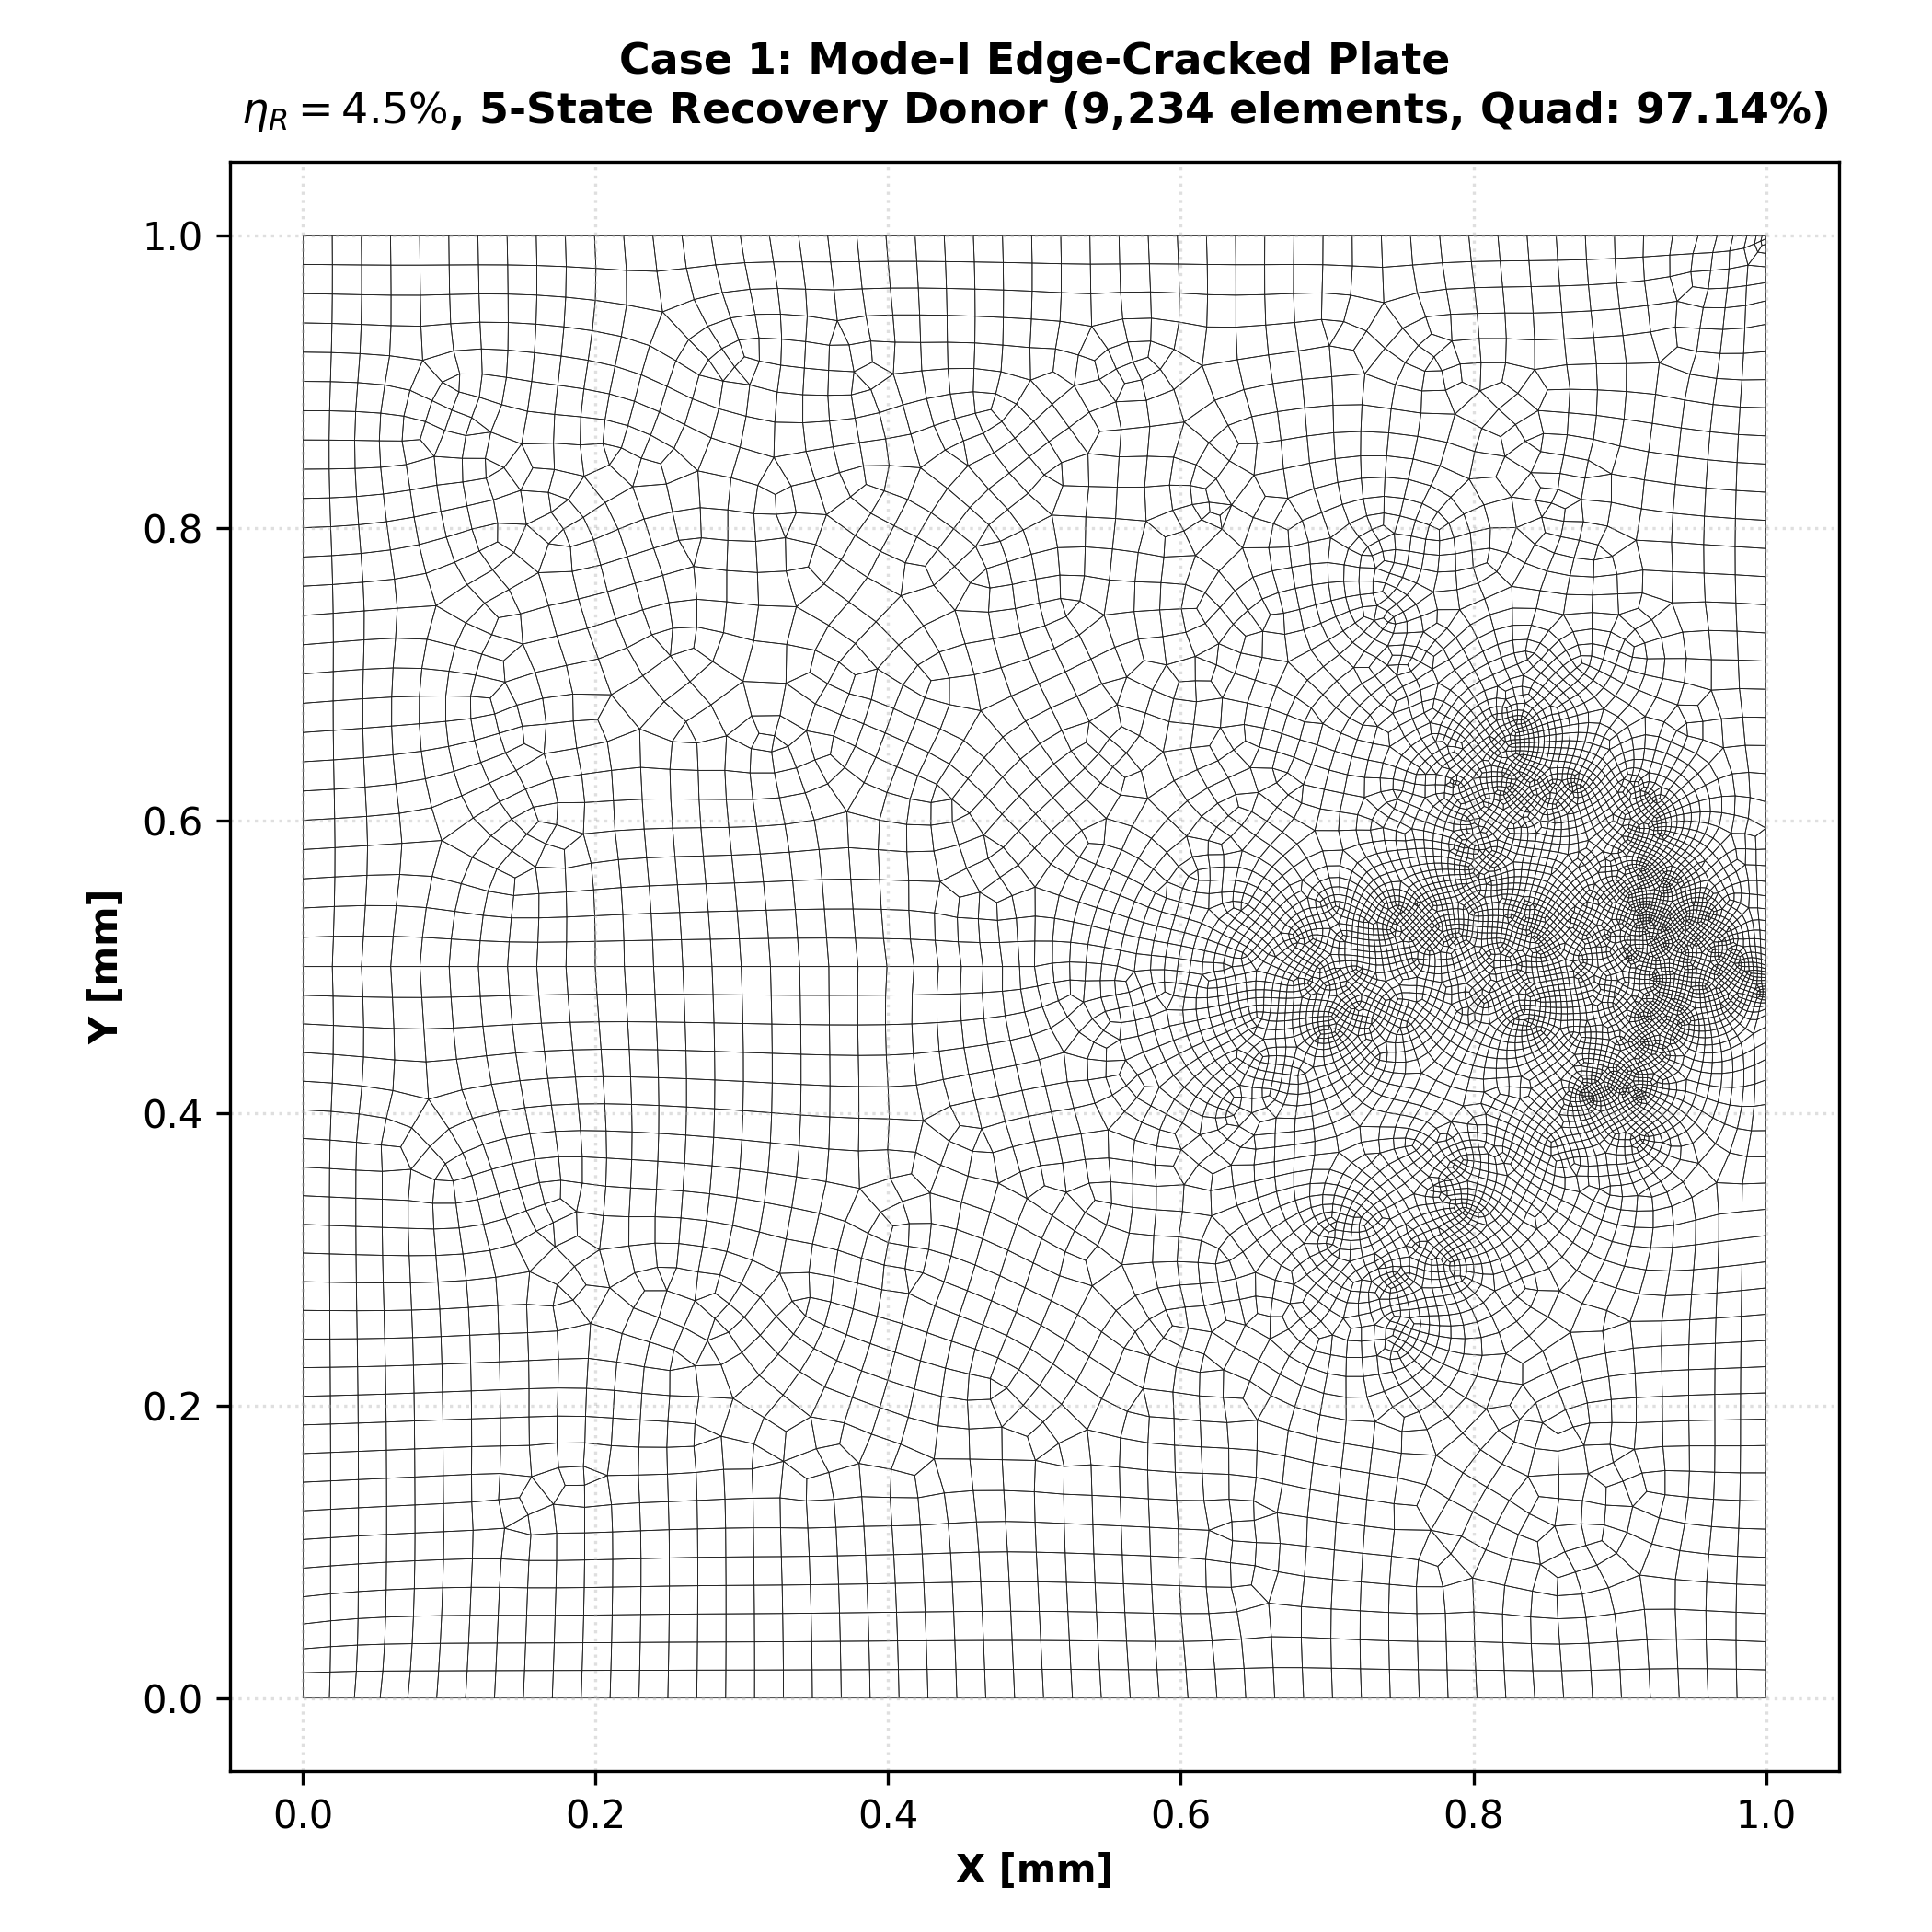 Case 1: Mode-I Edge-Cracked Plate
η_R = 4.5%, 5-State Recovery Donor (9,234 elements, Quad: 97.14%)
1.0
0.8
0.6
0.4
0.2
0.0
Y [mm]
0.0 0.2 0.4 0.6 0.8 1.0
X [mm]